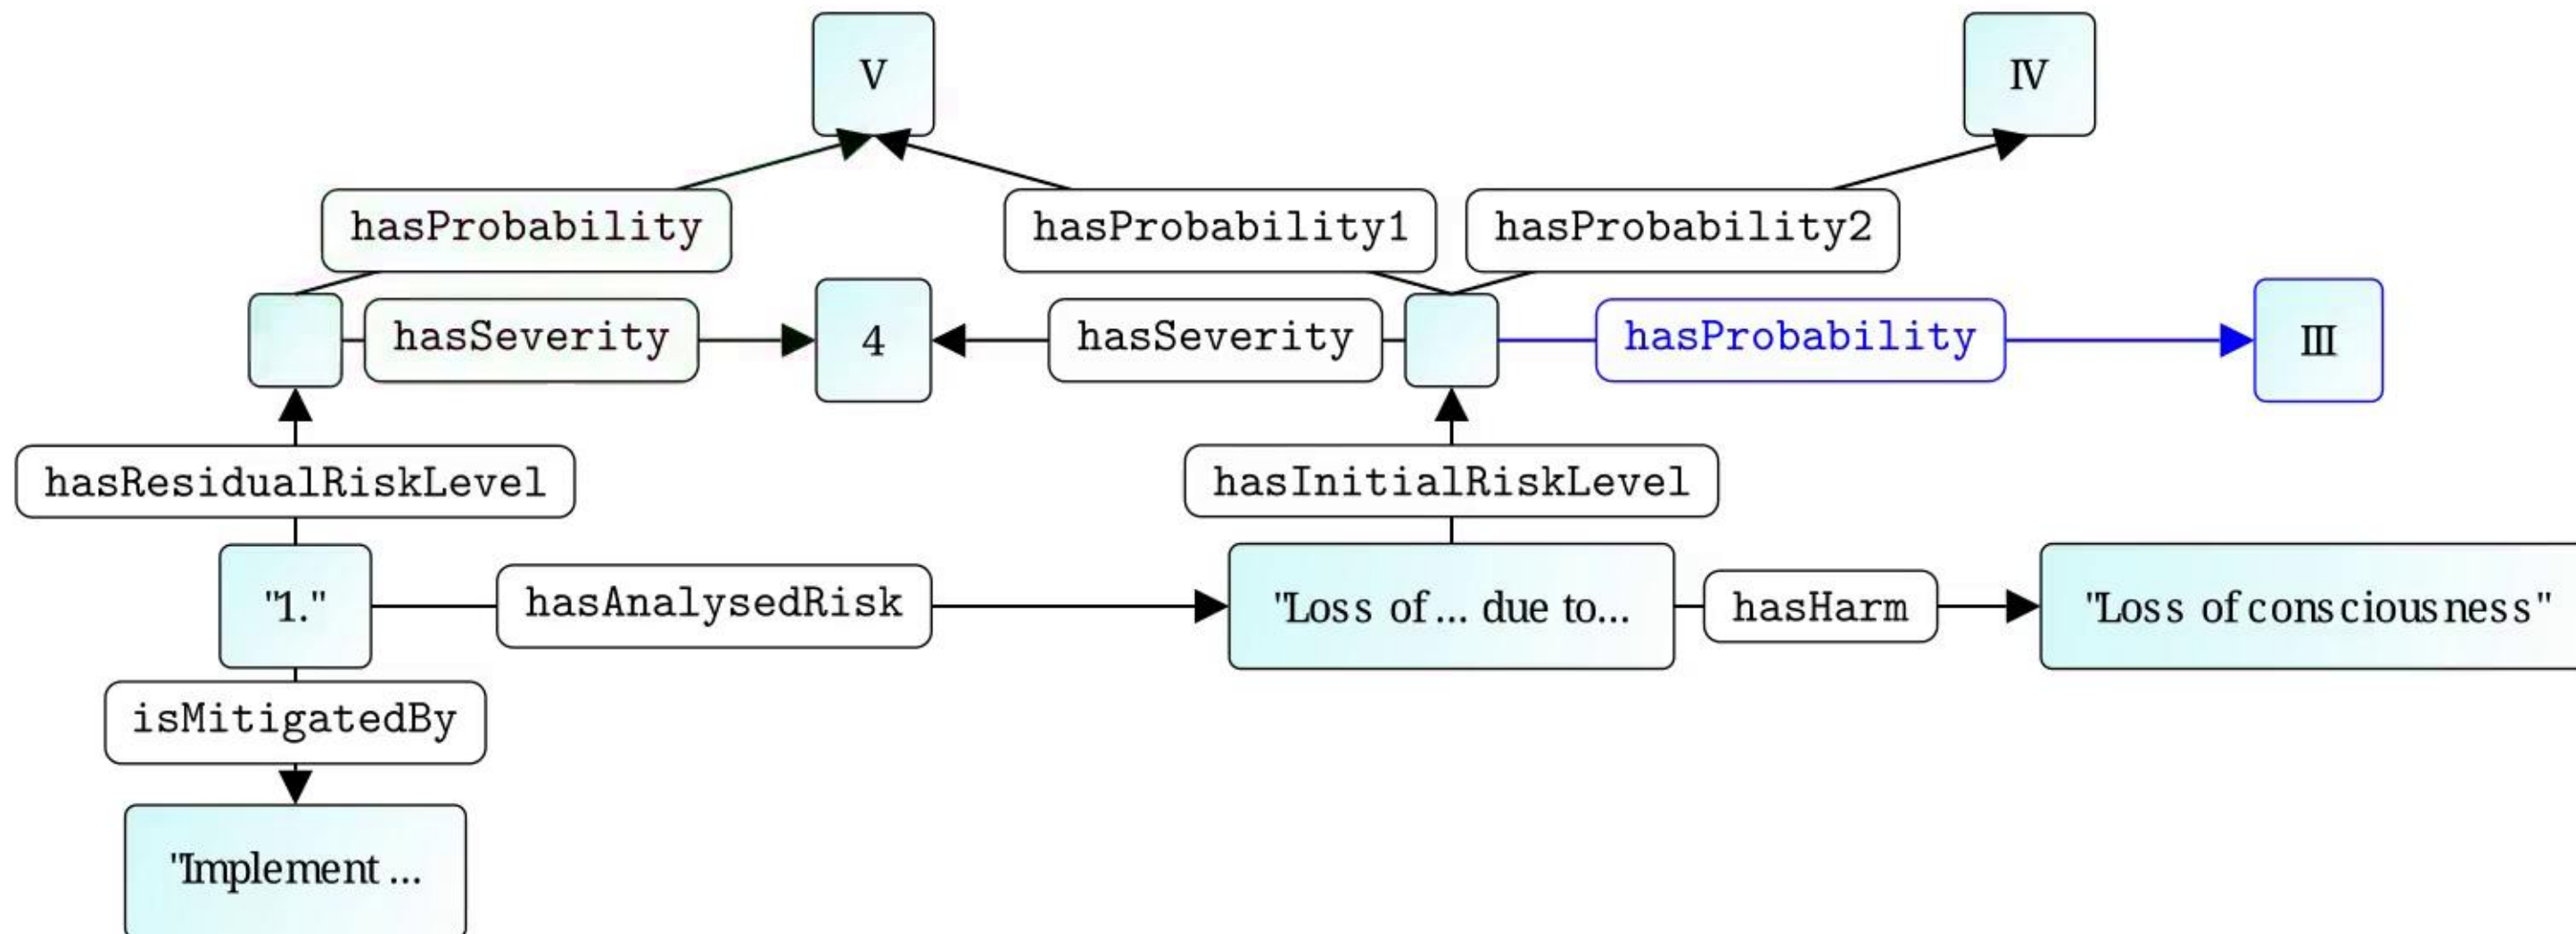 V
IV
hasProbability
hasProbability1
hasProbability2
hasSeverity
4
hasSeverity
hasProbability
III
hasResidualRiskLevel
hasInitialRiskLevel
"1."
hasAnalysedRisk
"Loss of ... due to...
hasHarm
"Loss of consciousness"
isMitigatedBy
"Implement ...